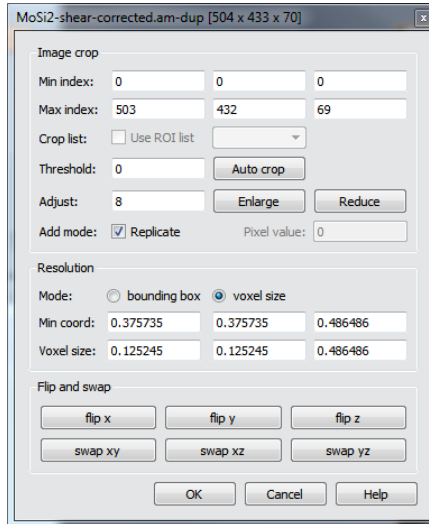 MoSi2-shear-corrected.am-dup [504 x 433 x 70] x
Image crop
Min index: 0 0 0
Max index: 503 432 69
Crop list: Use ROI list
Threshold: 0 Auto crop
Adjust: 8 Enlarge Reduce
Add mode: Replicate Pixel value: 0
Resolution
Mode: bounding box voxel size
Min coord: 0.375735 0.375735 0.486486
Voxel size: 0.125245 0.125245 0.486486
Flip and swap
flip x flip y flip z
swap xy swap xz swap yz
OK Cancel Help